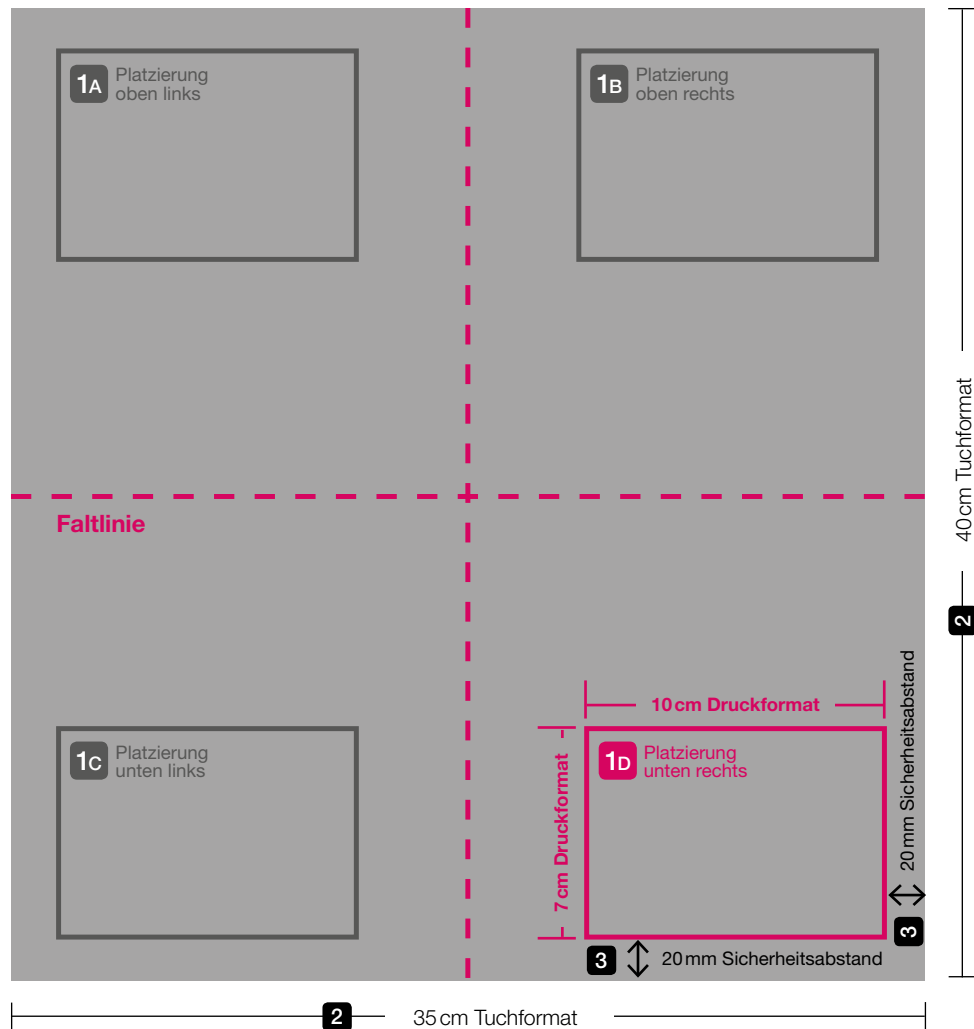 1A Platzierung
oben links
1B Platzierung
oben rechts
40 cm Tuchformat
2
Faltlinie
1C Platzierung
unten links
10 cm Druckformat
7 cm Druckformat
1D Platzierung
unten rechts
20 mm Sicherheitsabstand
3
3 20 mm Sicherheitsabstand
2 35 cm Tuchformat